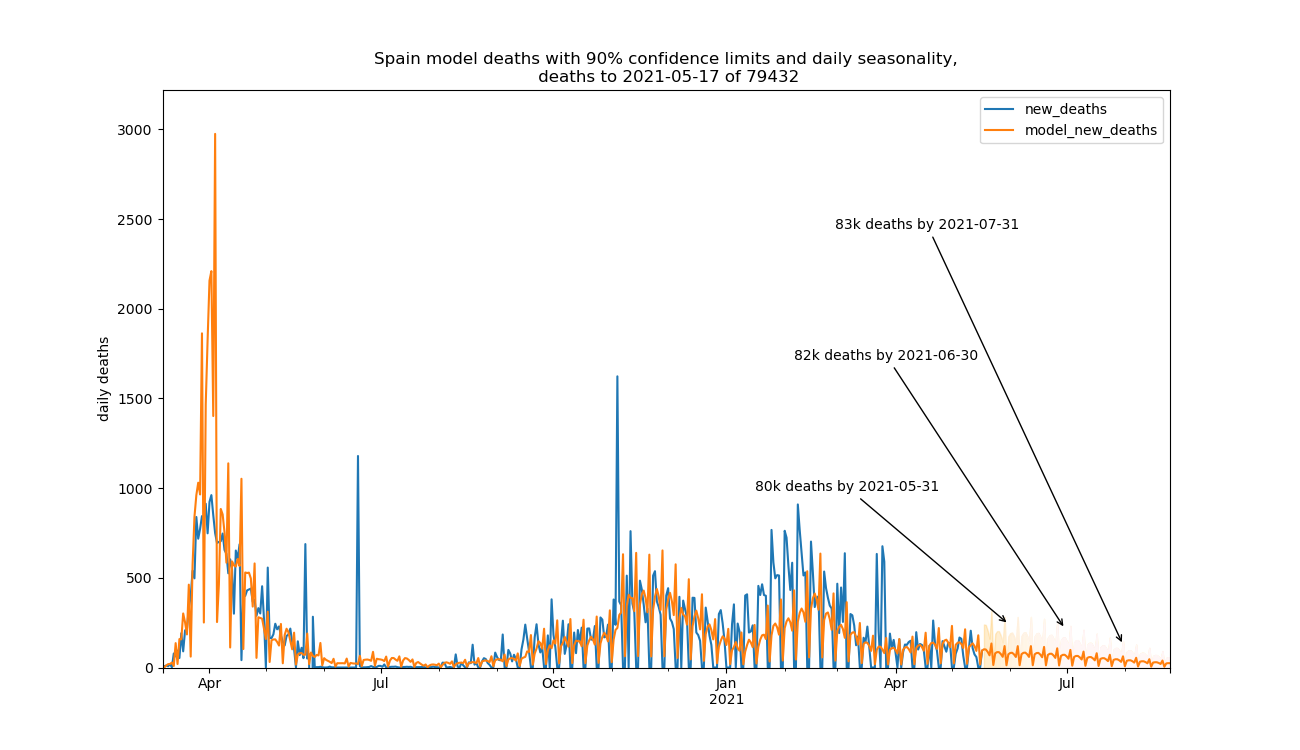 Spain model deaths with 90% confidence limits and daily seasonality,
deaths to 2021-05-17 of 79432
new_deaths
model_new_deaths
3000
2500
2000
1500
1000
500
0
daily deaths
83k deaths by 2021-07-31
82k deaths by 2021-06-30
80k deaths by 2021-05-31
Apr Jul Oct Jan Apr Jul
2021